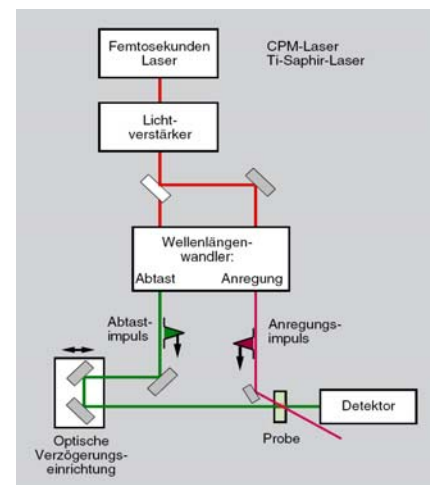 Femtosekunden
Laser
CPM-Laser
Ti-Saphir-Laser
Licht-
verstärker
Wellenlängen-
wandler:
Abtast Anregung
Abtast-
impuls
Anregungs-
impuls
Detektor
Probe
Optische
Verzögerungs-
einrichtung